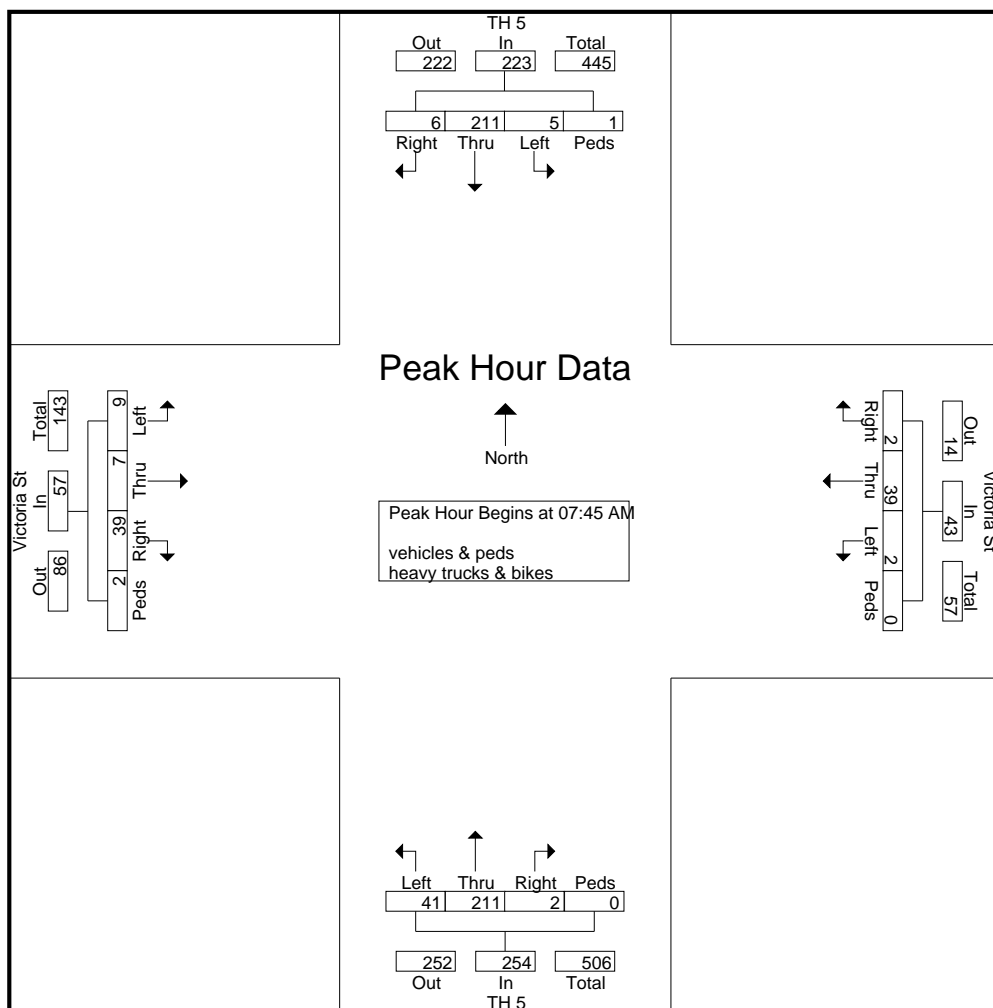 TH 5
Out In Total
222 223 445
6 211 5 1
Right Thru Left Peds
Peak Hour Data
North
Peak Hour Begins at 07:45 AM
vehicles & peds
heavy trucks & bikes
Victoria St
Total In Out
143 57 86
9 7 39 2
Left Thru Right Peds
Victoria St
Out In Total
14 43 57
2 39 2 0
Right Thru Left Peds
Left Thru Right Peds
41 211 2 0
252 254 506
Out In Total
TH 5